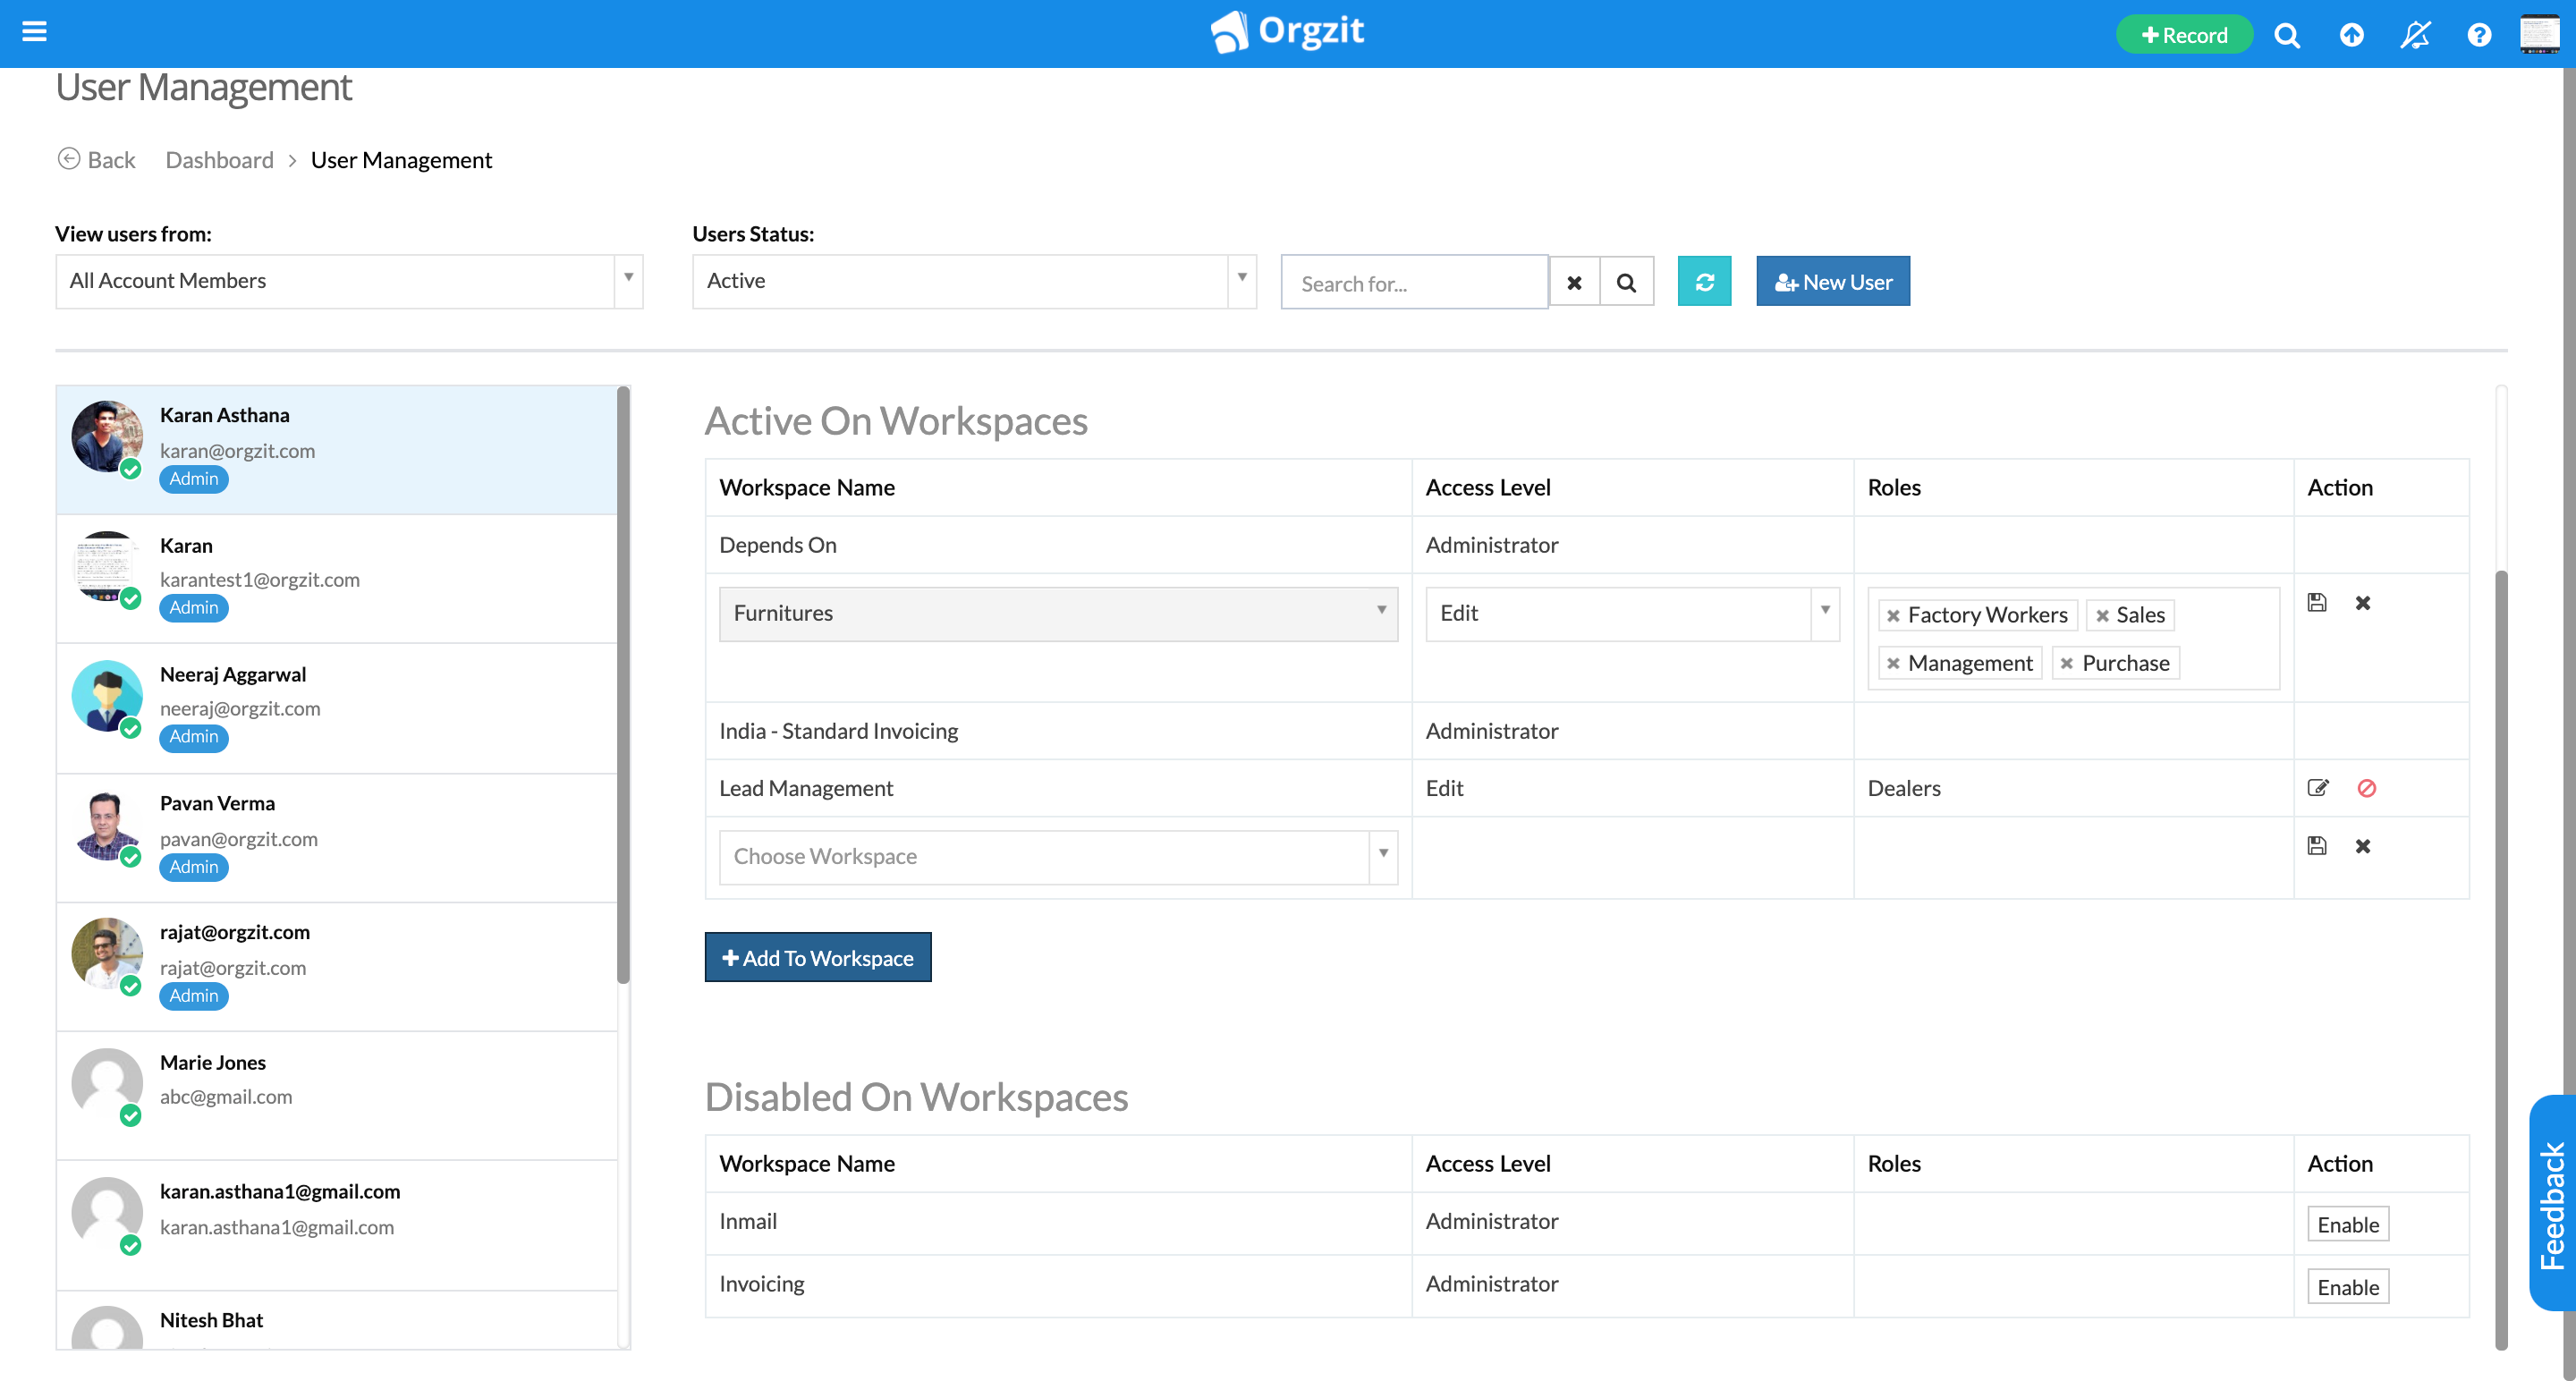 Orgzit
Record
User Management
Back Dashboard > User Management
View users from:
Users Status:
All Account Members
Active
Search for...
New User
Karan Asthana
karan@orgzit.com
Admin
Karan
karantest1@orgzit.com
Admin
Neeraj Aggarwal
neeraj@orgzit.com
Admin
Pavan Verma
pavan@orgzit.com
Admin
rajat@orgzit.com
rajat@orgzit.com
Admin
Marie Jones
abc@gmail.com
karan.asthana1@gmail.com
karan.asthana1@gmail.com
Nitesh Bhat
Active On Workspaces
Workspace Name Access Level Roles Action
Depends On Administrator
Furnitures Edit Factory Workers Sales
Management Purchase
India - Standard Invoicing Administrator
Lead Management Edit Dealers
Choose Workspace
Add To Workspace
Disabled On Workspaces
Workspace Name Access Level Roles Action
Inmail Administrator Enable
Invoicing Administrator Enable
Feedback